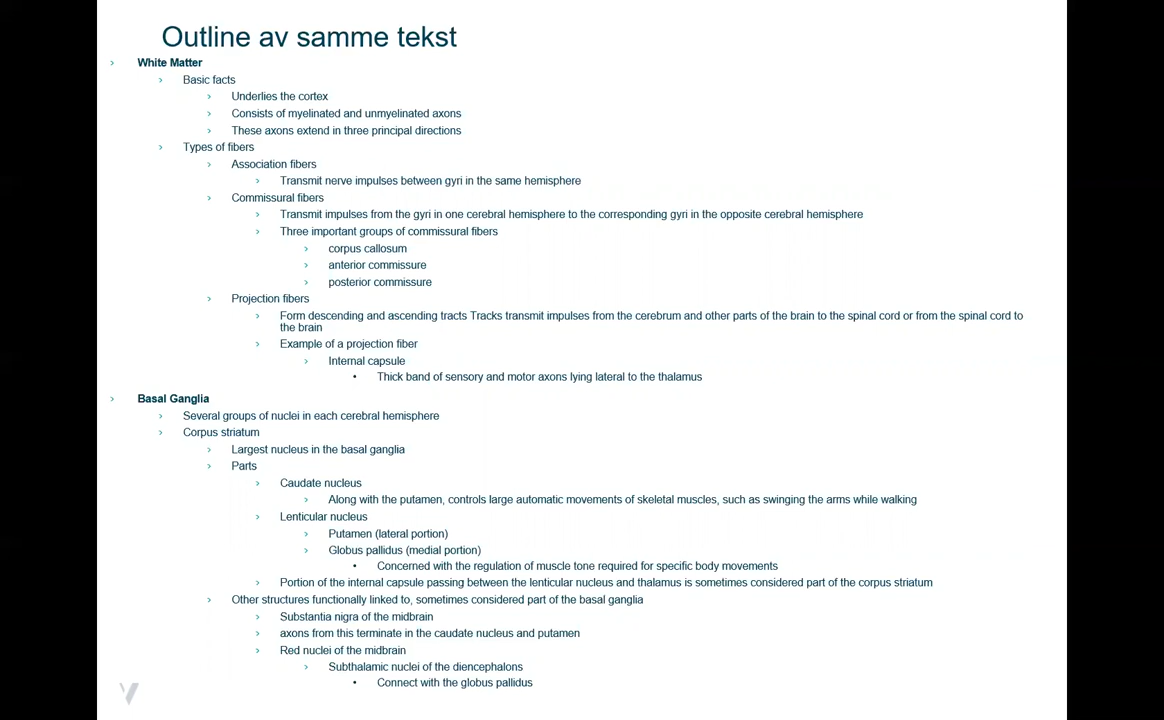 Outline av samme tekst
White Matter
Basic facts
Underlies the cortex
Consists of myelinated and unmyelinated axons
These axons extend in three principal directions
Types of fibers
Association fibers
Transmit nerve impulses between gyri in the same hemisphere
Commissural fibers
Transmit impulses from the gyri in one cerebral hemisphere to the corresponding gyri in the opposite cerebral hemisphere
Three important groups of commissural fibers
corpus callosum
anterior commissure
posterior commissure
Projection fibers
Form descending and ascending tracts Tracks transmit impulses from the cerebrum and other parts of the brain to the spinal cord or from the spinal cord to
the brain
Example of a projection fiber
Internal capsule
Thick band of sensory and motor axons lying lateral to the thalamus
Basal Ganglia
Several groups of nuclei in each cerebral hemisphere
Corpus striatum
Largest nucleus in the basal ganglia
Parts
Caudate nucleus
Along with the putamen, controls large automatic movements of skeletal muscles, such as swinging the arms while walking
Lenticular nucleus
Putamen (lateral portion)
Globus pallidus (medial portion)
Concerned with the regulation of muscle tone required for specific body movements
Portion of the internal capsule passing between the lenticular nucleus and thalamus is sometimes considered part of the corpus striatum
Other structures functionally linked to, sometimes considered part of the basal ganglia
Substantia nigra of the midbrain
axons from this terminate in the caudate nucleus and putamen
Red nuclei of the midbrain
Subthalamic nuclei of the diencephalons
Connect with the globus pallidus